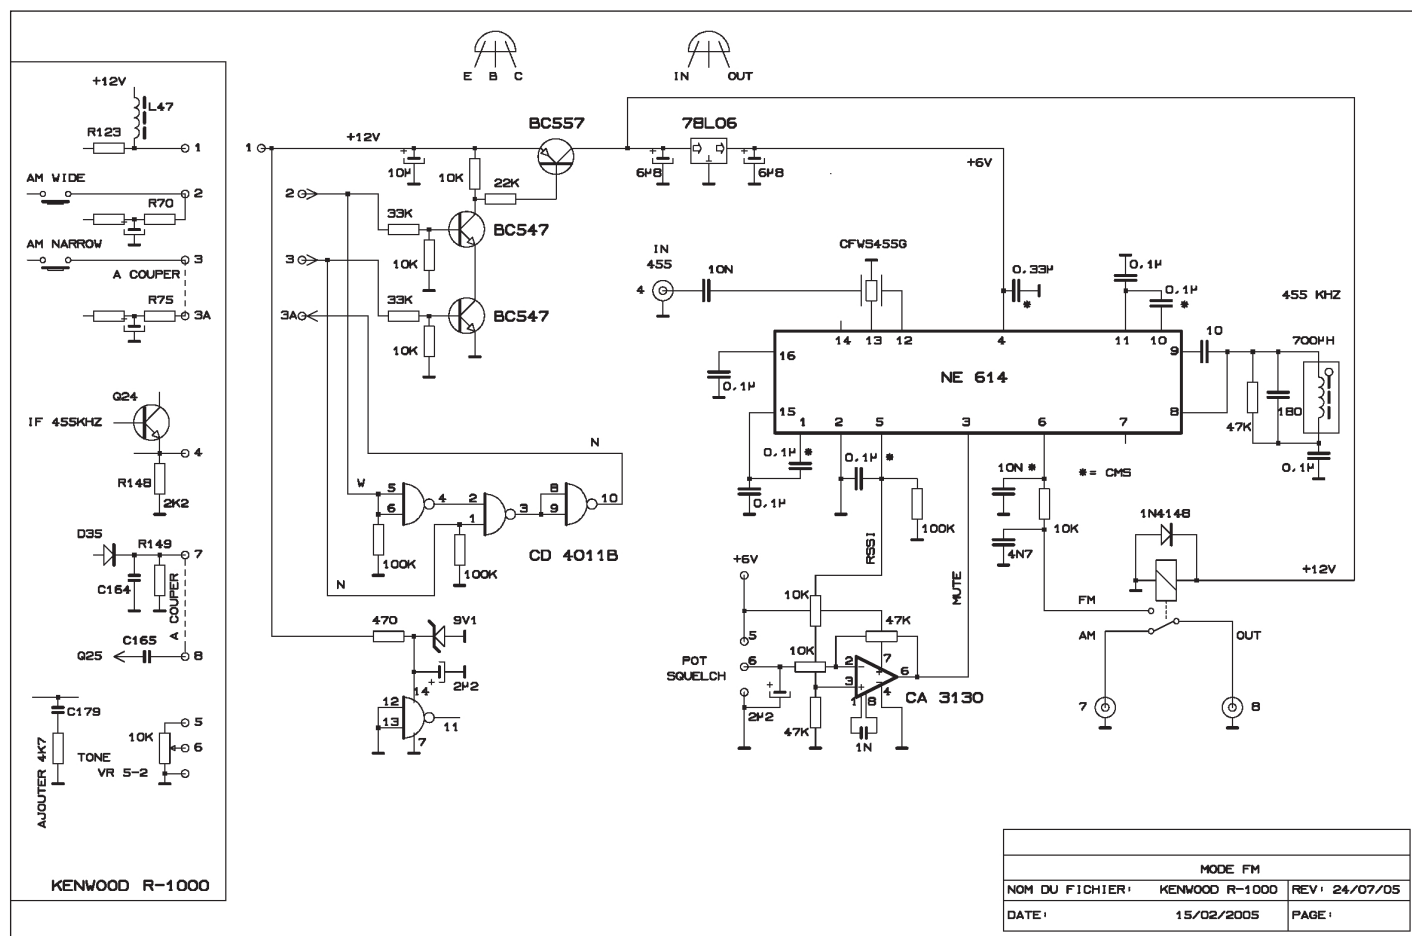 E B C
IN OUT
+12V
L47
R123
1
AM WIDE
2
R70
AM NARROW
3
A COUPER
R75
3A
Q24
IF 455KHZ
4
R148
2K2
D35
R149
7
C164
A COUPER
C165
Q25
8
C179
AJOUTER 4K7
5
10K
6
TONE
VR 5-2
KENWOOD R-1000
1
+12V
BC557
78L06
+
10µ
10K
22K
+
6µ8
+
6µ8
+6V
2
33K
BC547
10K
3
33K
BC547
3A
10K
IN
455
4
10N
CFWS455G
0,33µ
*
0,1µ
0,1µ
*
455 KHZ
14 13 12 4 11 10
16
NE 614
9
10
700µH
0,1µ
15
8
47K
180
1 2 5 3 6 7
0,1µ *
0,1µ *
0,1µ
0,1µ
10N *
*= CMS
100K
10K
4N7
N
W
5
6
4
2
1
3
8
9
10
100K
100K
CD 4011B
N
470
9V1
+
2µ2
14
12
13
11
7
+6V
RSSI
MUTE
10K
47K
5
6
POT
SQUELCH
10K
2
-
7
+
6
3
+
-
4
CA 3130
1 8
+
2µ2
47K
1N
1N4148
+12V
FM
AM
OUT
7
8
MODE FM
NOM DU FICHIER: KENWOOD R-1000 REV: 24/07/05
DATE: 15/02/2005 PAGE: